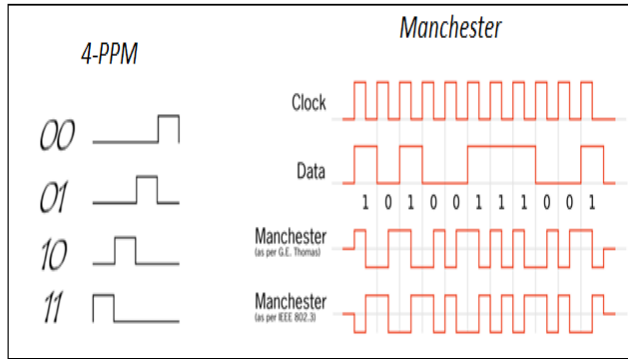 4-PPM
00
01
10
11
Manchester
Clock
Data
1 0 1 0 0 1 1 1 0 0 1
Manchester
(as per G.E. Thomas)
Manchester
(as per IEEE 802.3)